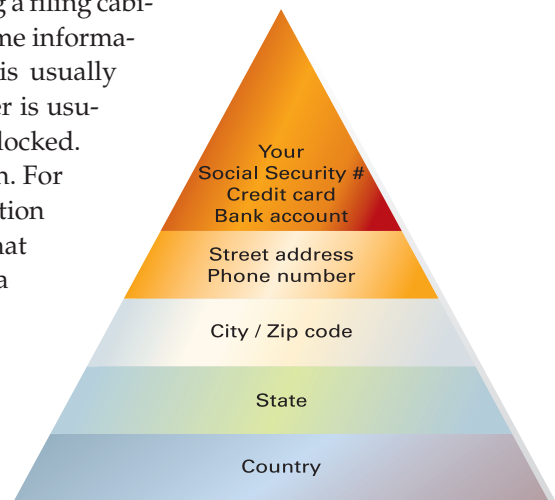 g a filing cabi-
me informa-
is usually
er is usu-
locked.
n. For
tion
hat
a
Your
Social Security #
Credit card
Bank account
Street address
Phone number
City / Zip code
State
Country